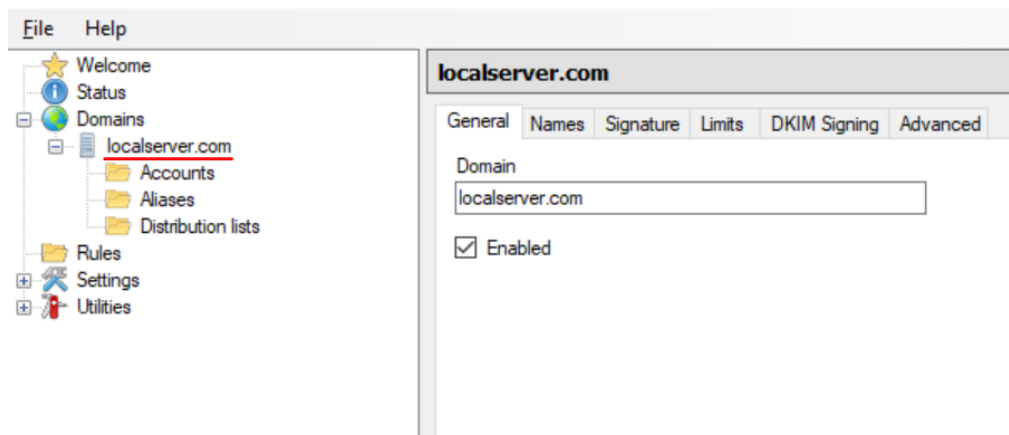 File Help
Welcome
Status
Domains
localserver.com
Accounts
Aliases
Distribution lists
Rules
Settings
Utilities
localserver.com
General Names Signature Limits DKIM Signing Advanced
Domain
localserver.com
Enabled